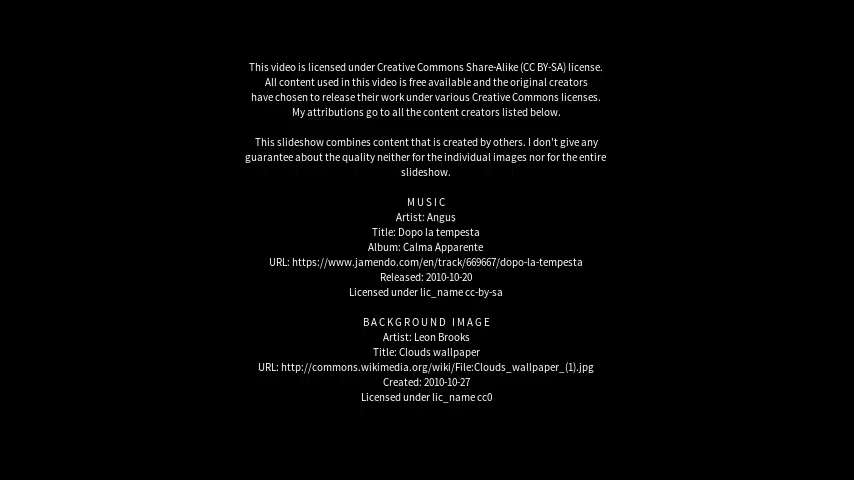 This video is licensed under Creative Commons Share-Alike (CC BY-SA) license.
All content used in this video is free available and the original creators
have chosen to release their work under various Creative Commons licenses.
My attributions go to all the content creators listed below.
This slideshow combines content that is created by others. I don't give any
guarantee about the quality neither for the individual images nor for the entire
slideshow.
MUSIC
Artist: Angus
Title: Dopo la tempesta
Album: Calma Apparente
URL: https://www.jamendo.com/en/track/669667/dopo-la-tempesta
Released: 2010-10-20
Licensed under lic_name cc-by-sa
BACKGROUND IMAGE
Artist: Leon Brooks
Title: Clouds wallpaper
URL: http://commons.wikimedia.org/wiki/File:Clouds_wallpaper_(1).jpg
Created: 2010-10-27
Licensed under lic_name cc0